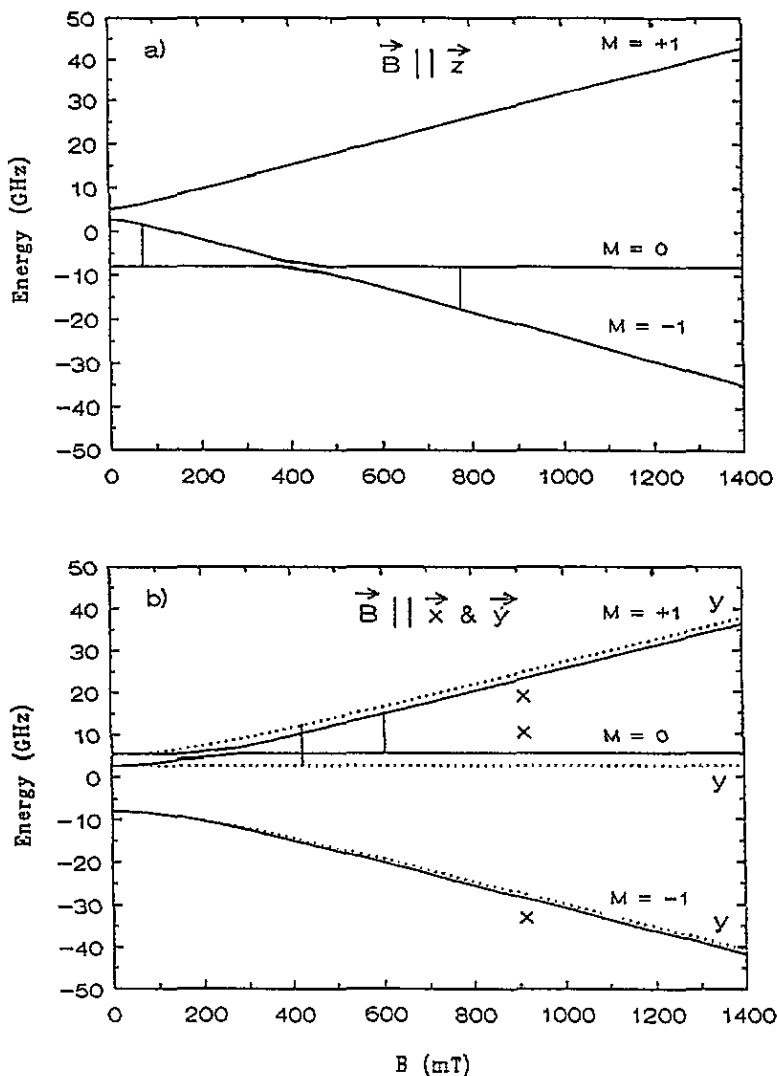 a)
B || z
M = +1
50
40
30
20
10
0
-10
-20
-30
-40
-50
Energy (GHz)
M = 0
M = -1
0 200 400 600 800 1000 1200 1400
b)
B || x & y
M = +1
y
50
40
30
20
10
0
-10
-20
-30
-40
-50
Energy (GHz)
x
x
M = 0
y
M = -1
y
x
0 200 400 600 800 1000 1200 1400
B (mT)